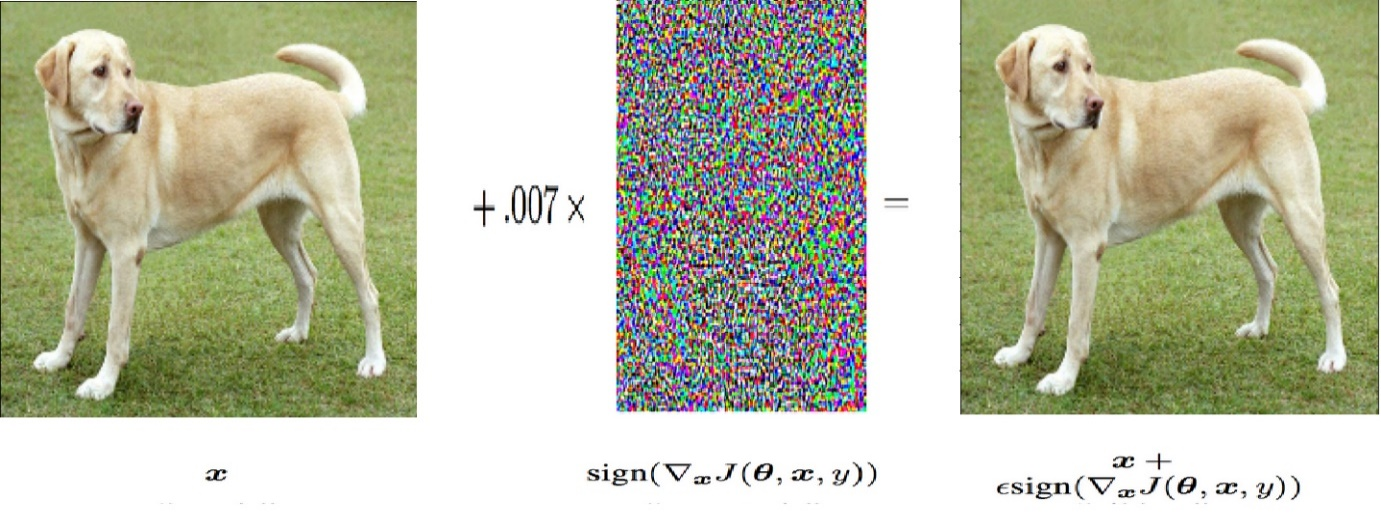 + .007 ×
=
x
sign(∇ₓJ(θ, x, y))
x +
ϵsign(∇ₓJ(θ, x, y))